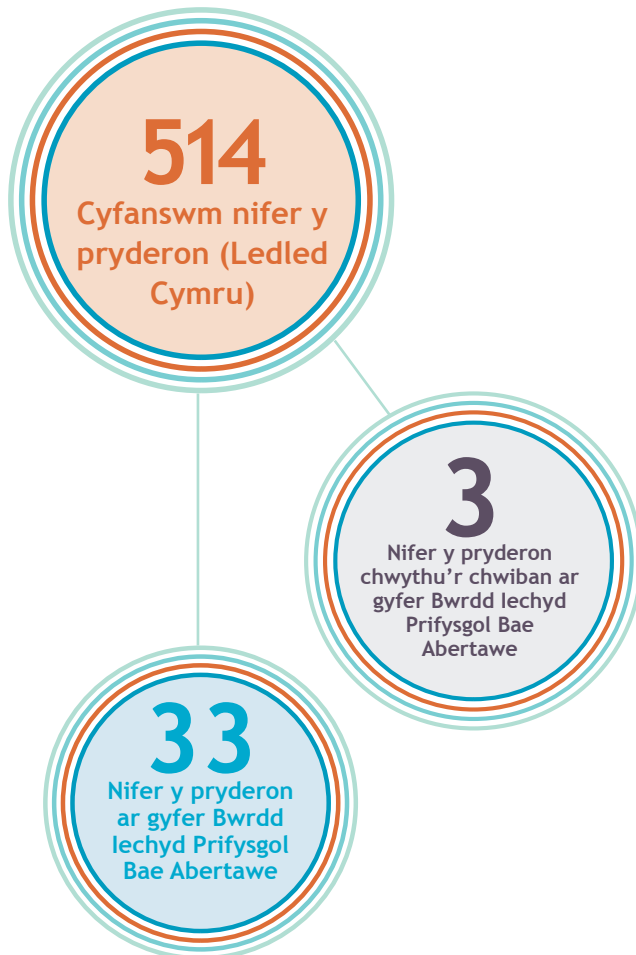 514
Cyfanswm nifer y
pryderon (Ledled
Cymru)
3
Nifer y pryderon
chwythu’r chwiban ar
gyfer Bwrdd Iechyd
Prifysgol Bae
Abertawe
33
Nifer y pryderon
ar gyfer Bwrdd
Iechyd Prifysgol
Bae Abertawe